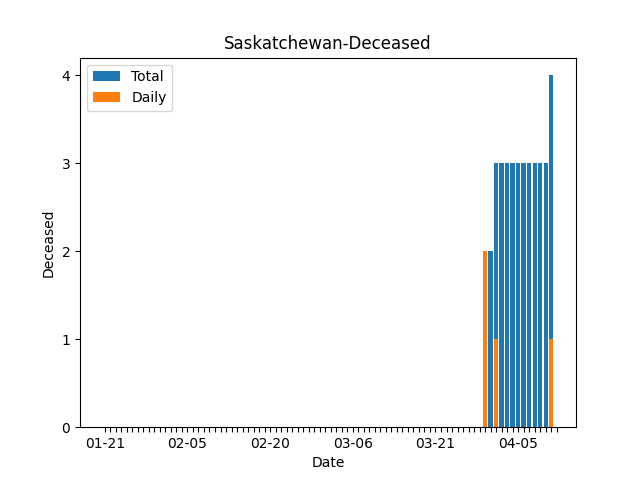 Saskatchewan-Deceased
Total
Daily
Deceased
4
3
2
1
0
01-21 02-05 02-20 03-06 03-21 04-05
Date